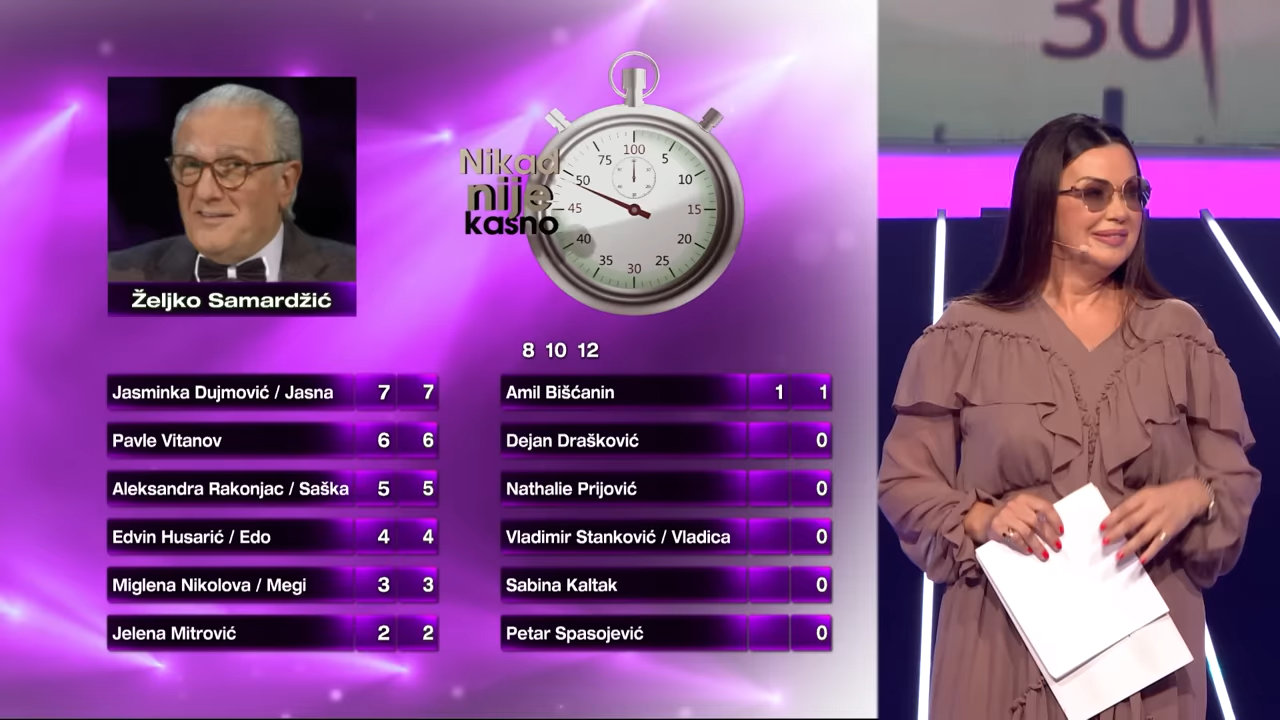 Željko Samardžić
Nikad
nije
kasno
100
5
10
15
20
25
30
35
40
45
50
75
8 10 12
Jasminka Dujmović / Jasna 7 7
Pavle Vitanov 6 6
Aleksandra Rakonjac / Saška 5 5
Edvin Husarić / Edo 4 4
Miglena Nikolova / Megi 3 3
Jelena Mitrović 2 2
Amil Bišćanin 1 1
Dejan Drašković 0
Nathalie Prijović 0
Vladimir Stanković / Vladica 0
Sabina Kaltak 0
Petar Spasojević 0
30